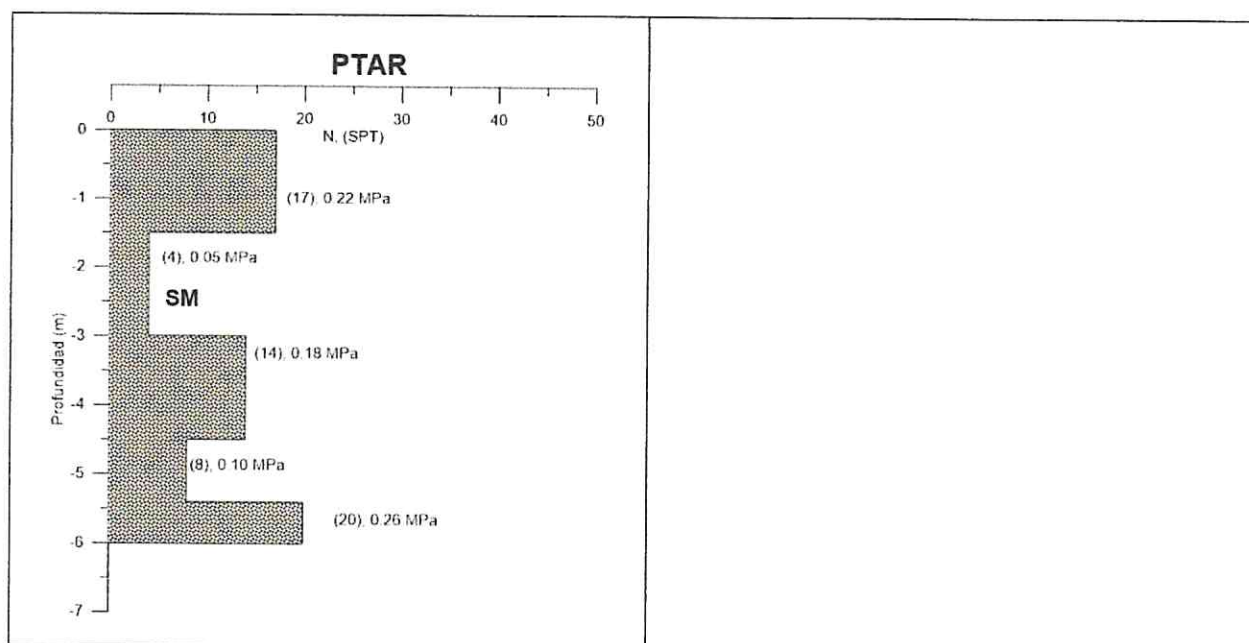 PTAR
0 10 20 30 40 50
N, (SPT)
0
-1
(17), 0.22 MPa
(4), 0.05 MPa
-2
SM
-3
(14), 0.18 MPa
Profundidad (m)
-4
(8), 0.10 MPa
-5
(20), 0.26 MPa
-6
-7